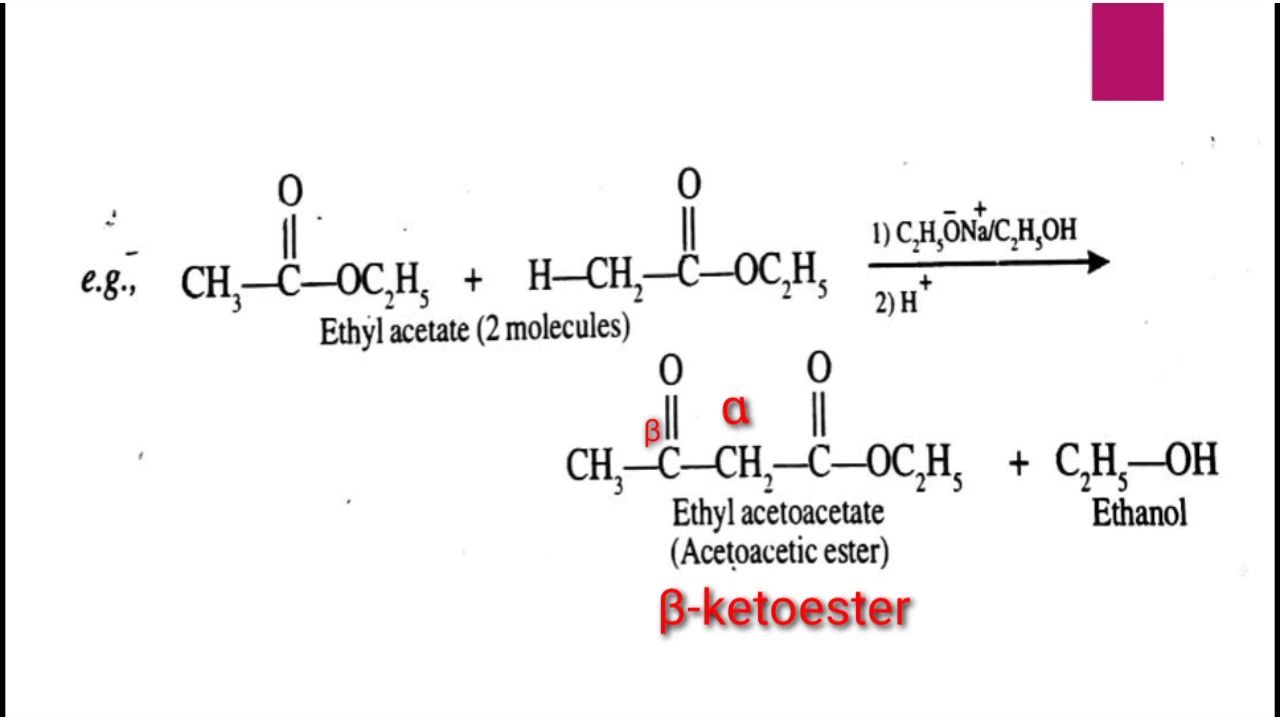 O O
|| ||
e.g., CH₃—C—OC₂H₅ + H—CH₂—C—OC₂H₅ 1) C₂H₅O⁻Na⁺/C₂H₅OH
2) H⁺
Ethyl acetate (2 molecules)
O O
β || α ||
CH₃—C—CH₂—C—OC₂H₅ + C₂H₅—OH
Ethyl acetoacetate Ethanol
(Acetoacetic ester)
β-ketoester